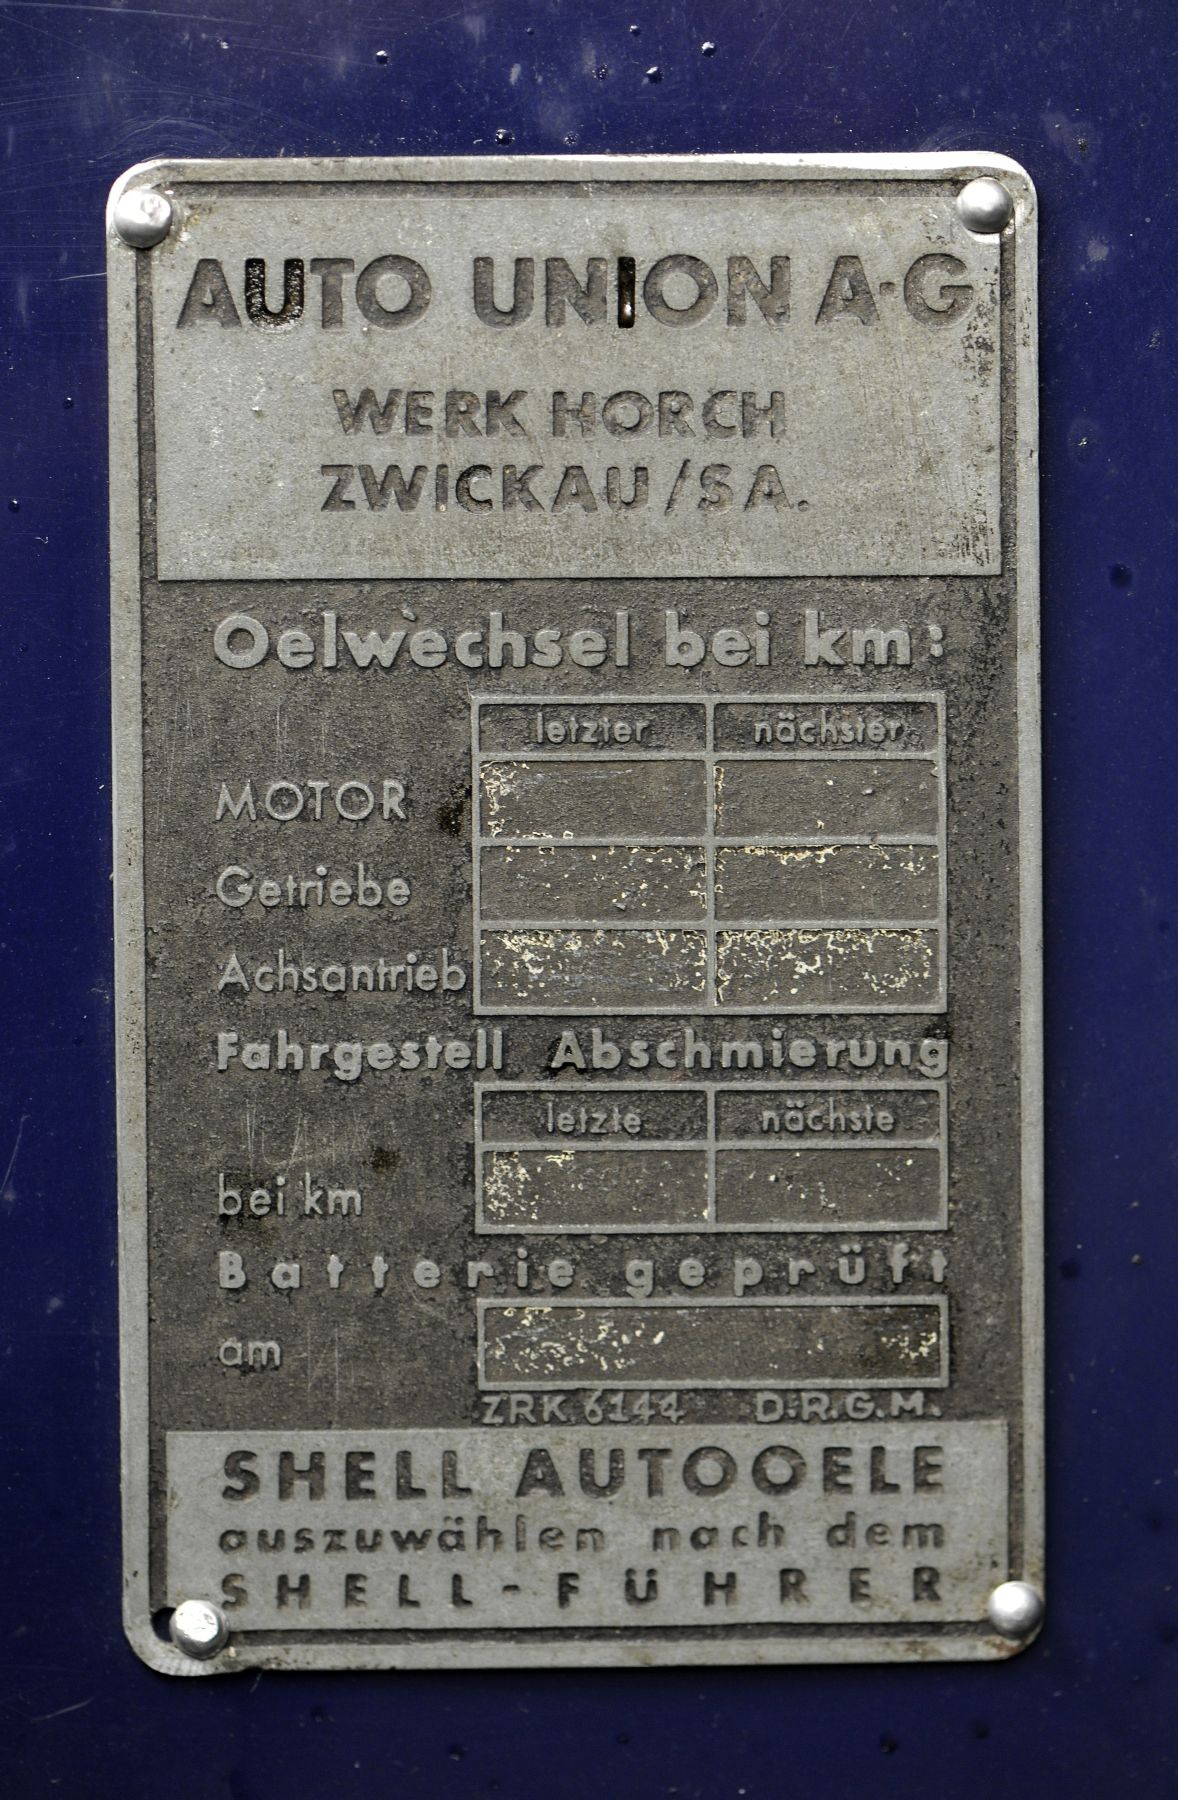 AUTO UNION A·G
WERK HORCH
ZWICKAU/SA.
Oelwechsel bei km:
letzter nächster
MOTOR
Getriebe
Achsantrieb
Fahrgestell Abschmierung
letzte nächste
bei km
Batterie geprüft
am
ZRK. 6144 D.R.G.M.
SHELL AUTOOELE
auszuwählen nach dem
SHELL-FÜHRER